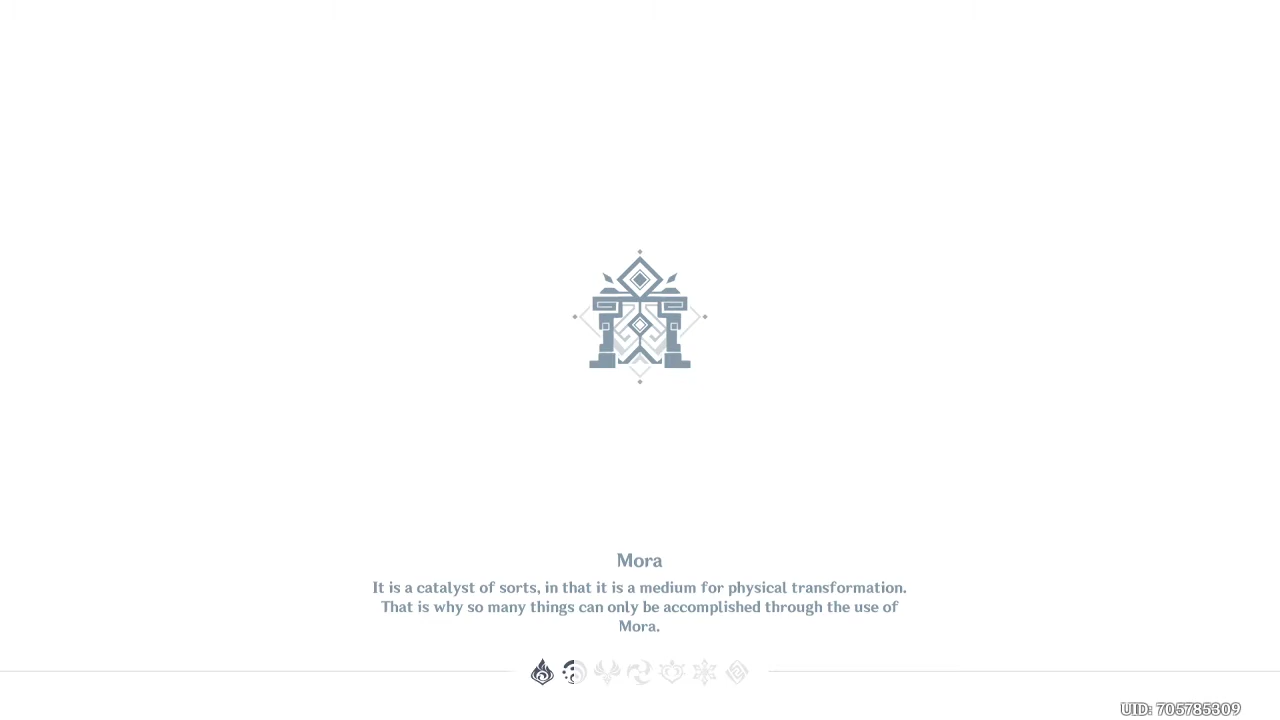 Mora
It is a catalyst of sorts, in that it is a medium for physical transformation.
That is why so many things can only be accomplished through the use of
Mora.
UID: 705785309